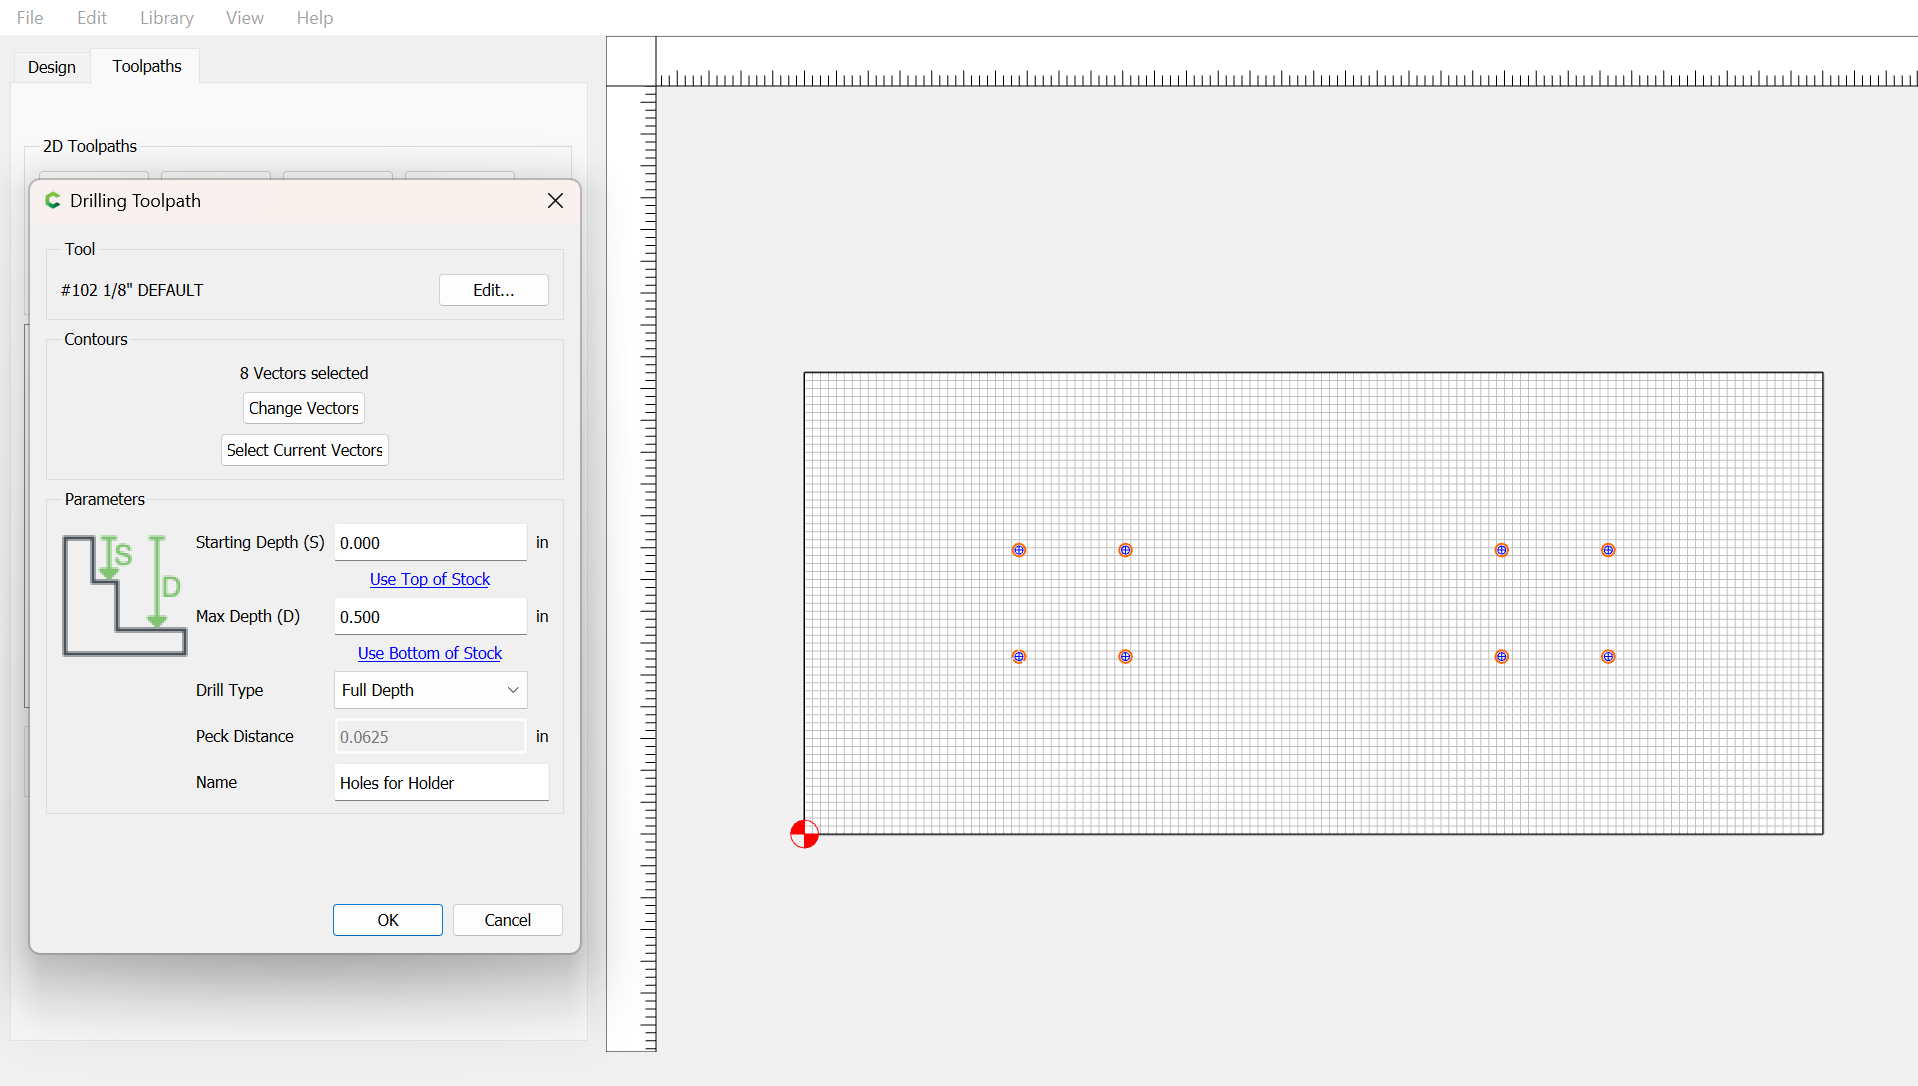 File Edit Library View Help
Design Toolpaths
2D Toolpaths
Drilling Toolpath
Tool
#102 1/8" DEFAULT Edit...
Contours
8 Vectors selected
Change Vectors
Select Current Vectors
Parameters
S
D
Starting Depth (S) 0.000 in
Use Top of Stock
Max Depth (D) 0.500 in
Use Bottom of Stock
Drill Type Full Depth
Peck Distance 0.0625 in
Name Holes for Holder
OK Cancel